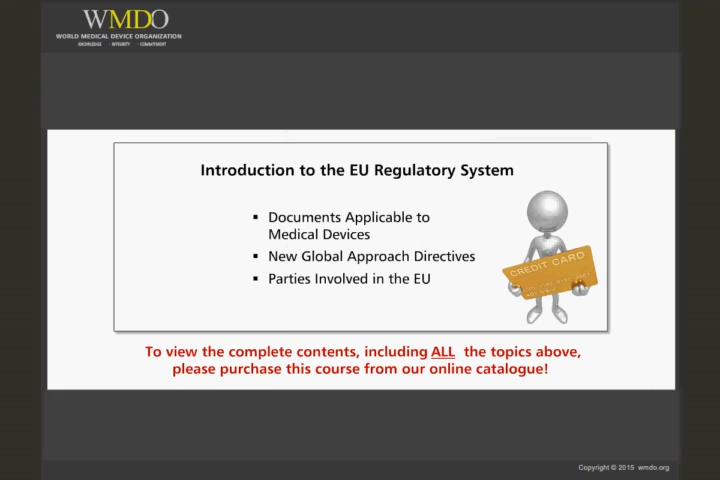 WMDO
WORLD MEDICAL DEVICE ORGANIZATION
KNOWLEDGE · INTEGRITY · COMMITMENT
Introduction to the EU Regulatory System
▪ Documents Applicable to
Medical Devices
▪ New Global Approach Directives
▪ Parties Involved in the EU
CREDIT CARD
To view the complete contents, including ALL the topics above,
please purchase this course from our online catalogue!
Copyright © 2015 wmdo.org